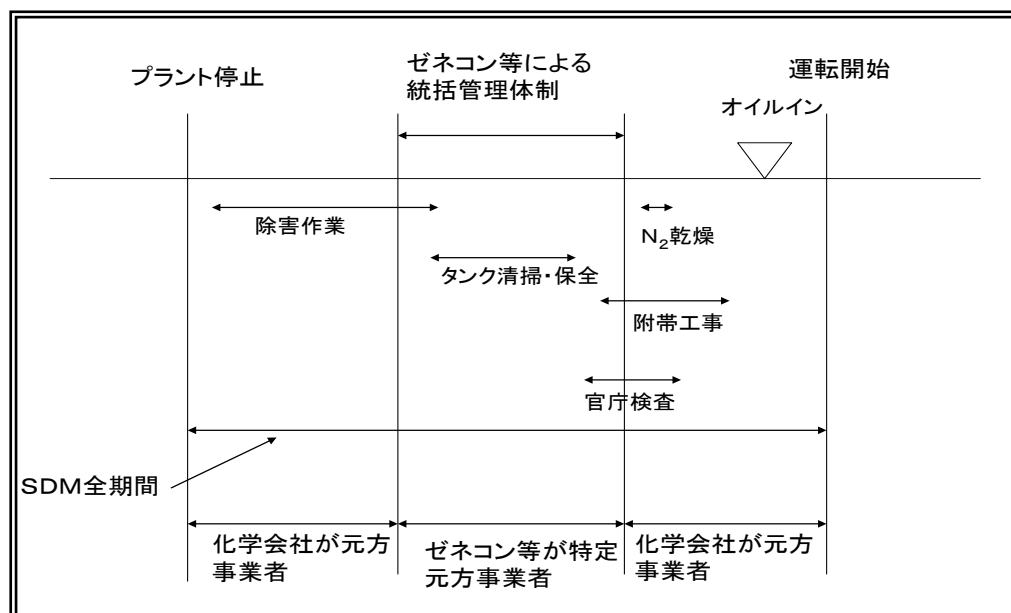 プラント停止
ゼネコン等による
統括管理体制
運転開始
オイルイン
除害作業
N₂乾燥
タンク清掃・保全
附帯工事
官庁検査
SDM全期間
化学会社が元方
事業者
ゼネコン等が特定
元方事業者
化学会社が元方
事業者